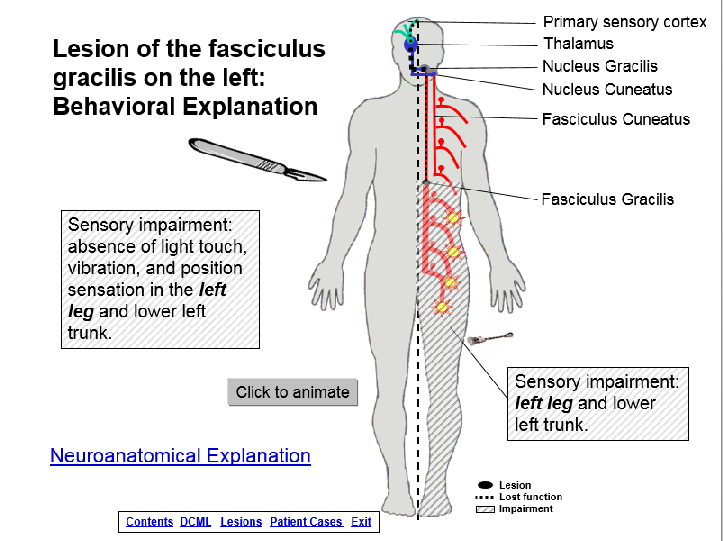 Lesion of the fasciculus
gracilis on the left:
Behavioral Explanation
Primary sensory cortex
Thalamus
Nucleus Gracilis
Nucleus Cuneatus
Fasciculus Cuneatus
Fasciculus Gracilis
Sensory impairment:
absence of light touch,
vibration, and position
sensation in the left
leg and lower left
trunk.
Click to animate
Sensory impairment:
left leg and lower
left trunk.
Neuroanatomical Explanation
Lesion
Lost function
Impairment
Contents DCML Lesions Patient Cases Exit